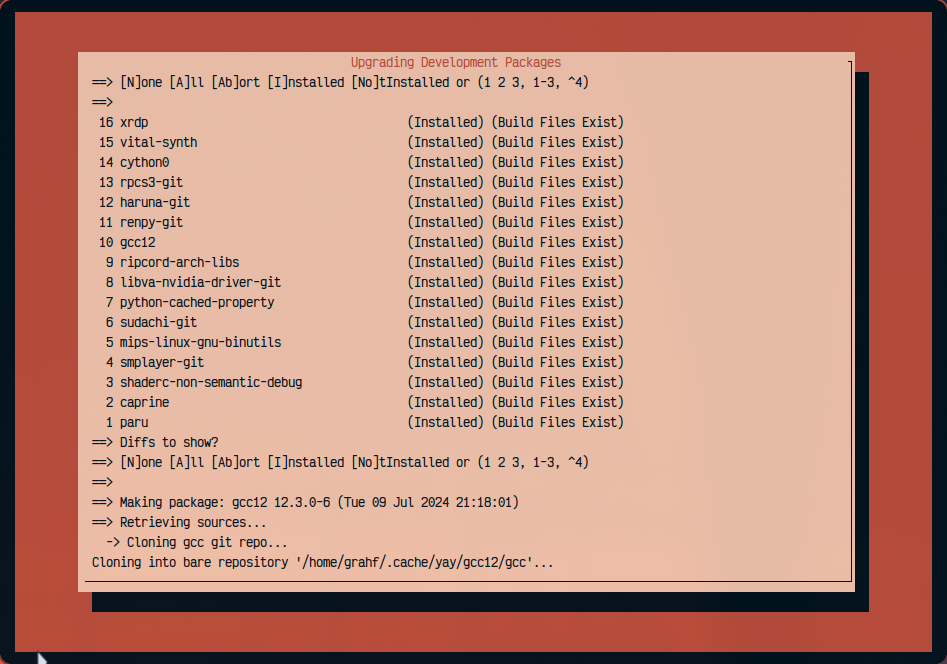 Upgrading Development Packages
==> [N]one [A]ll [Ab]ort [I]nstalled [No]tInstalled or (1 2 3, 1-3, ^4)
==>
16 xrdp (Installed) (Build Files Exist)
15 vital-synth (Installed) (Build Files Exist)
14 cython0 (Installed) (Build Files Exist)
13 rpcs3-git (Installed) (Build Files Exist)
12 haruna-git (Installed) (Build Files Exist)
11 renpy-git (Installed) (Build Files Exist)
10 gcc12 (Installed) (Build Files Exist)
9 ripcord-arch-libs (Installed) (Build Files Exist)
8 libva-nvidia-driver-git (Installed) (Build Files Exist)
7 python-cached-property (Installed) (Build Files Exist)
6 sudachi-git (Installed) (Build Files Exist)
5 mips-linux-gnu-binutils (Installed) (Build Files Exist)
4 smplayer-git (Installed) (Build Files Exist)
3 shaderc-non-semantic-debug (Installed) (Build Files Exist)
2 caprine (Installed) (Build Files Exist)
1 paru (Installed) (Build Files Exist)
==> Diffs to show?
==> [N]one [A]ll [Ab]ort [I]nstalled [No]tInstalled or (1 2 3, 1-3, ^4)
==>
==> Making package: gcc12 12.3.0-6 (Tue 09 Jul 2024 21:18:01)
==> Retrieving sources...
-> Cloning gcc git repo...
Cloning into bare repository '/home/grahf/.cache/yay/gcc12/gcc'...